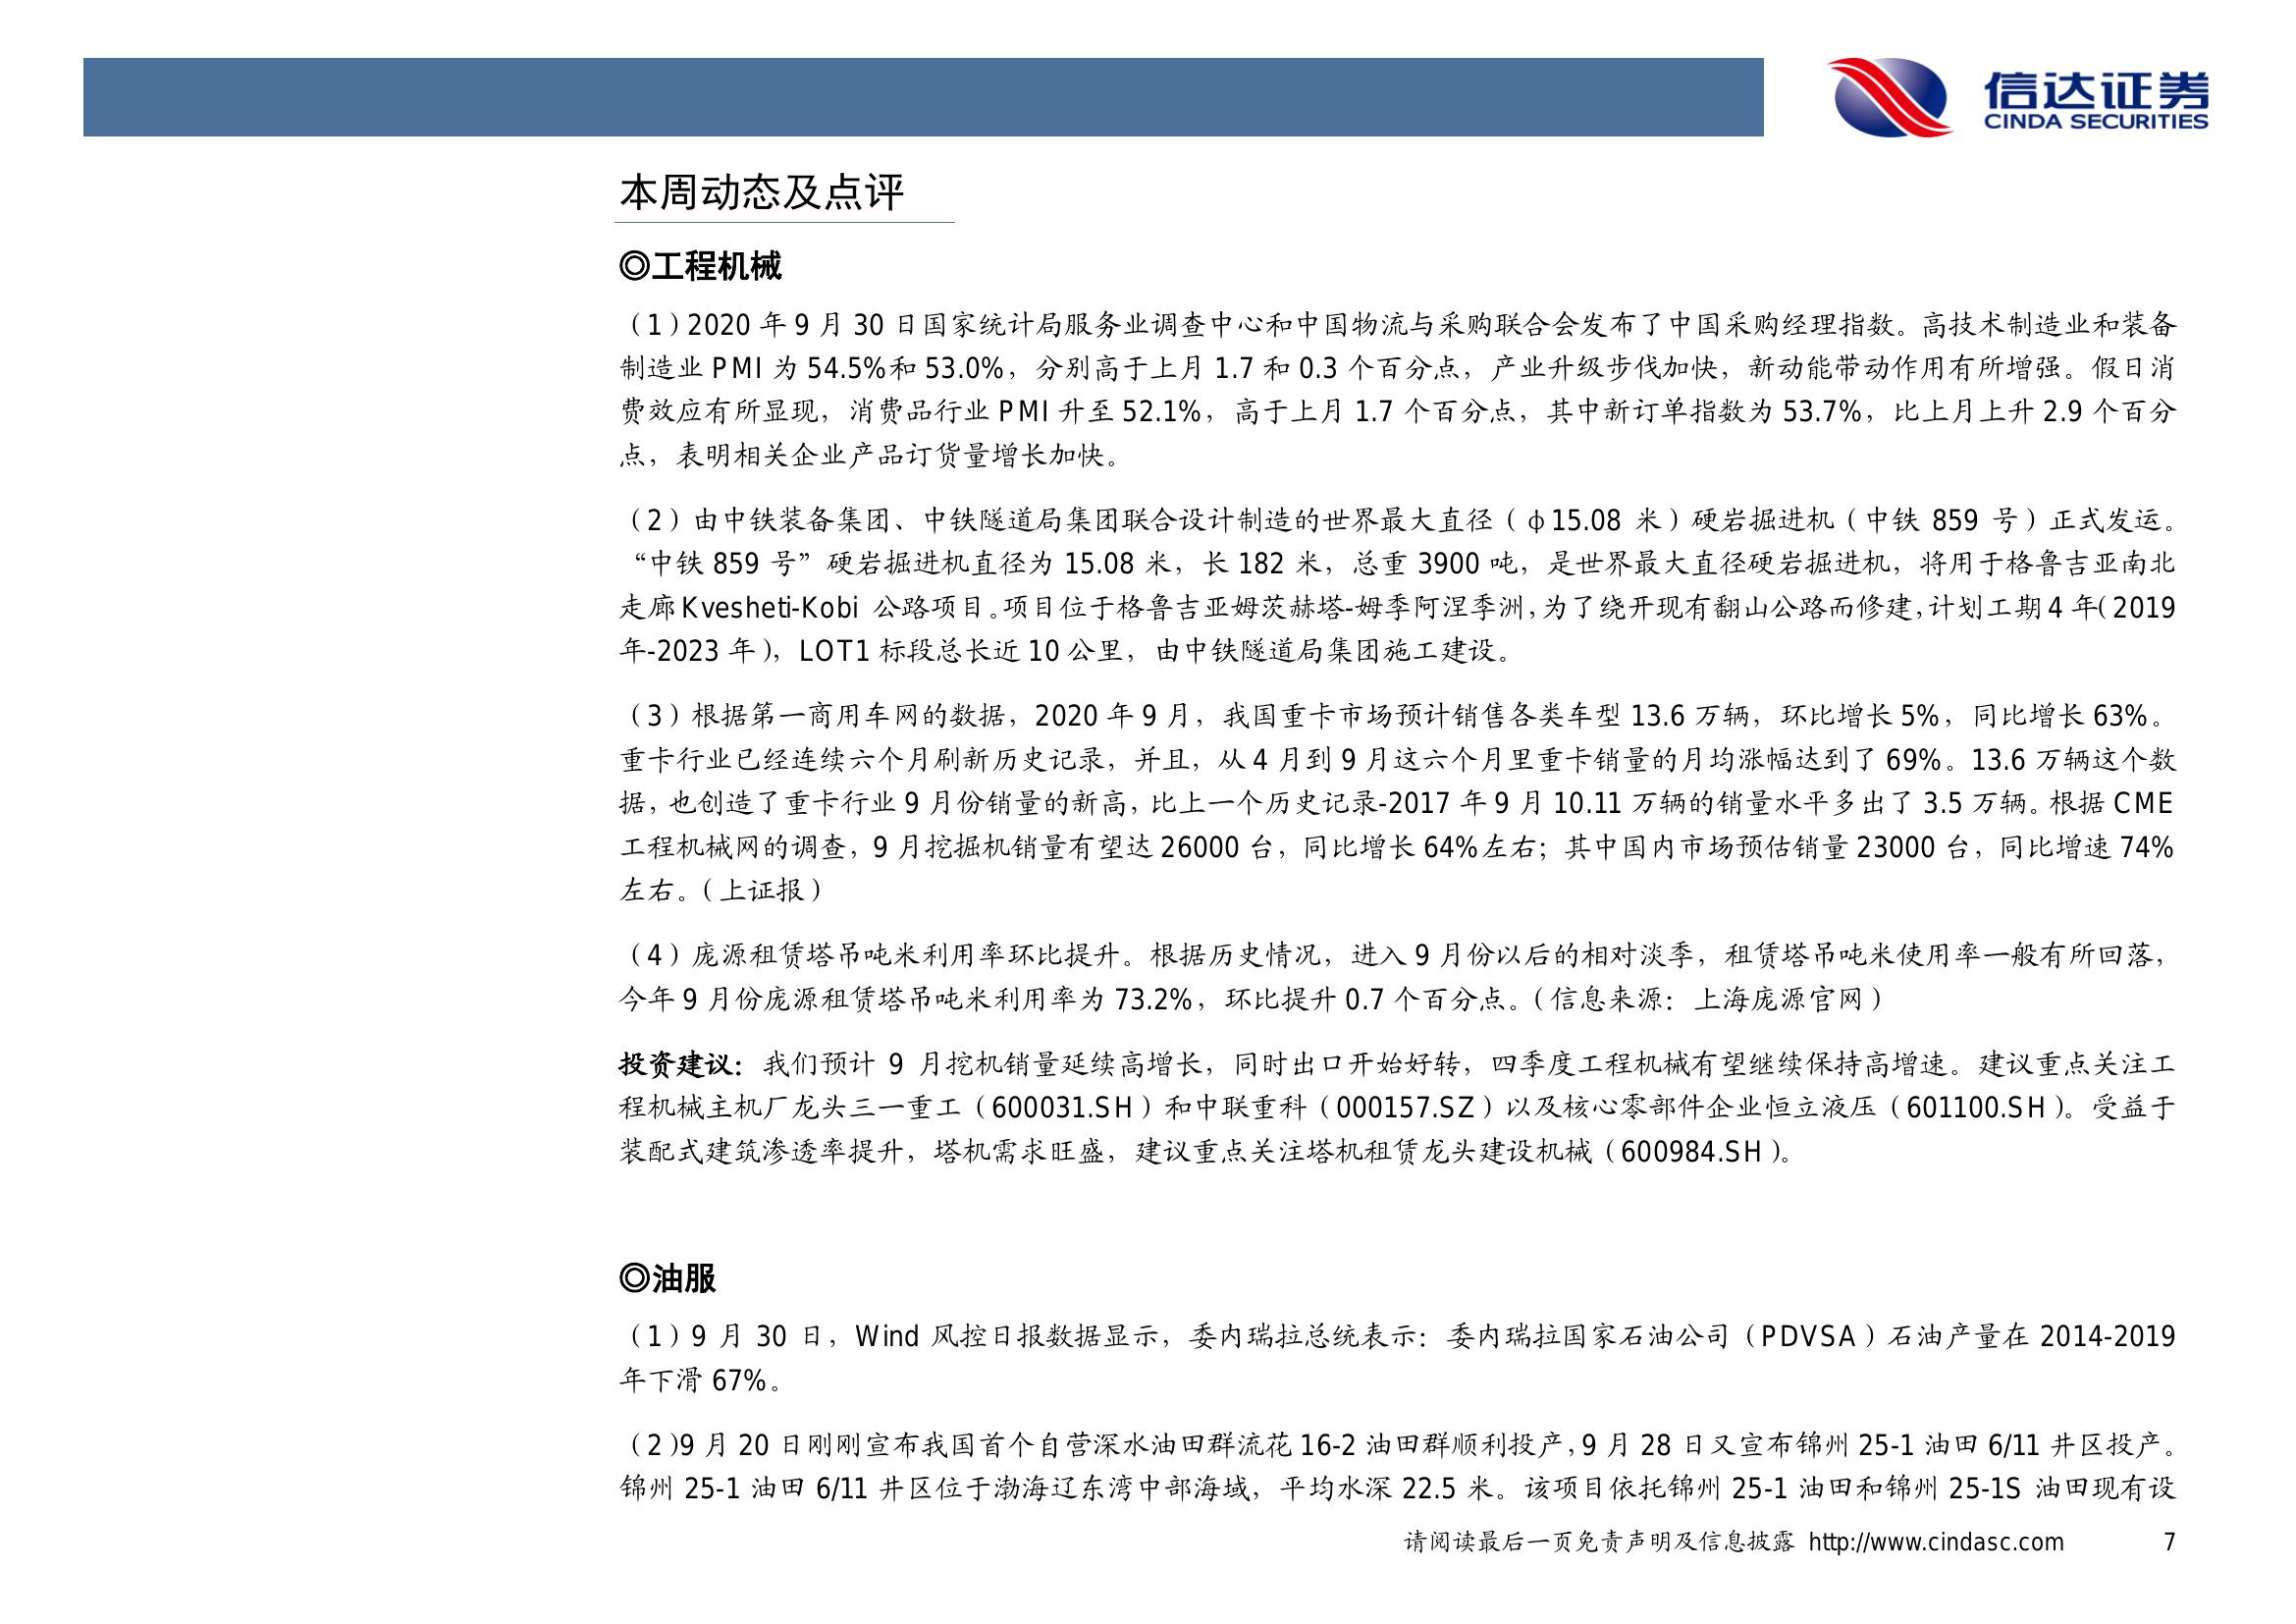 信达证券
CINDA SECURITIES
本周动态及点评
◎工程机械
（1）2020 年 9 月 30 日国家统计局服务业调查中心和中国物流与采购联合会发布了中国采购经理指数。高技术制造业和装备
制造业 PMI 为 54.5%和 53.0%，分别高于上月 1.7 和 0.3 个百分点，产业升级步伐加快，新动能带动作用有所增强。假日消
费效应有所显现，消费品行业 PMI 升至 52.1%，高于上月 1.7 个百分点，其中新订单指数为 53.7%，比上月上升 2.9 个百分
点，表明相关企业产品订货量增长加快。
（2）由中铁装备集团、中铁隧道局集团联合设计制造的世界最大直径（φ15.08 米）硬岩掘进机（中铁 859 号）正式发运。
“中铁 859 号”硬岩掘进机直径为 15.08 米，长 182 米，总重 3900 吨，是世界最大直径硬岩掘进机，将用于格鲁吉亚南北
走廊 Kvesheti-Kobi 公路项目。项目位于格鲁吉亚姆茨赫塔-姆季阿涅季洲，为了绕开现有翻山公路而修建，计划工期 4 年（2019
年-2023 年），LOT1 标段总长近 10 公里，由中铁隧道局集团施工建设。
（3）根据第一商用车网的数据，2020 年 9 月，我国重卡市场预计销售各类车型 13.6 万辆，环比增长 5%，同比增长 63%。
重卡行业已经连续六个月刷新历史记录，并且，从 4 月到 9 月这六个月里重卡销量的月均涨幅达到了 69%。13.6 万辆这个数
据，也创造了重卡行业 9 月份销量的新高，比上一个历史记录-2017 年 9 月 10.11 万辆的销量水平多出了 3.5 万辆。根据 CME
工程机械网的调查，9 月挖掘机销量有望达 26000 台，同比增长 64%左右；其中国内市场预估销量 23000 台，同比增速 74%
左右。（上证报）
（4）庞源租赁塔吊吨米利用率环比提升。根据历史情况，进入 9 月份以后的相对淡季，租赁塔吊吨米使用率一般有所回落，
今年 9 月份庞源租赁塔吊吨米利用率为 73.2%，环比提升 0.7 个百分点。（信息来源：上海庞源官网）
投资建议：我们预计 9 月挖机销量延续高增长，同时出口开始好转，四季度工程机械有望继续保持高增速。建议重点关注工
程机械主机厂龙头三一重工（600031.SH）和中联重科（000157.SZ）以及核心零部件企业恒立液压（601100.SH）。受益于
装配式建筑渗透率提升，塔机需求旺盛，建议重点关注塔机租赁龙头建设机械（600984.SH）。
◎油服
（1）9 月 30 日，Wind 风控日报数据显示，委内瑞拉总统表示：委内瑞拉国家石油公司（PDVSA）石油产量在 2014-2019
年下滑 67%。
（2）9 月 20 日刚刚宣布我国首个自营深水油田群流花 16-2 油田群顺利投产，9 月 28 日又宣布锦州 25-1 油田 6/11 井区投产。
锦州 25-1 油田 6/11 井区位于渤海辽东湾中部海域，平均水深 22.5 米。该项目依托锦州 25-1 油田和锦州 25-1S 油田现有设
请阅读最后一页免责声明及信息披露 http://www.cindasc.com 7